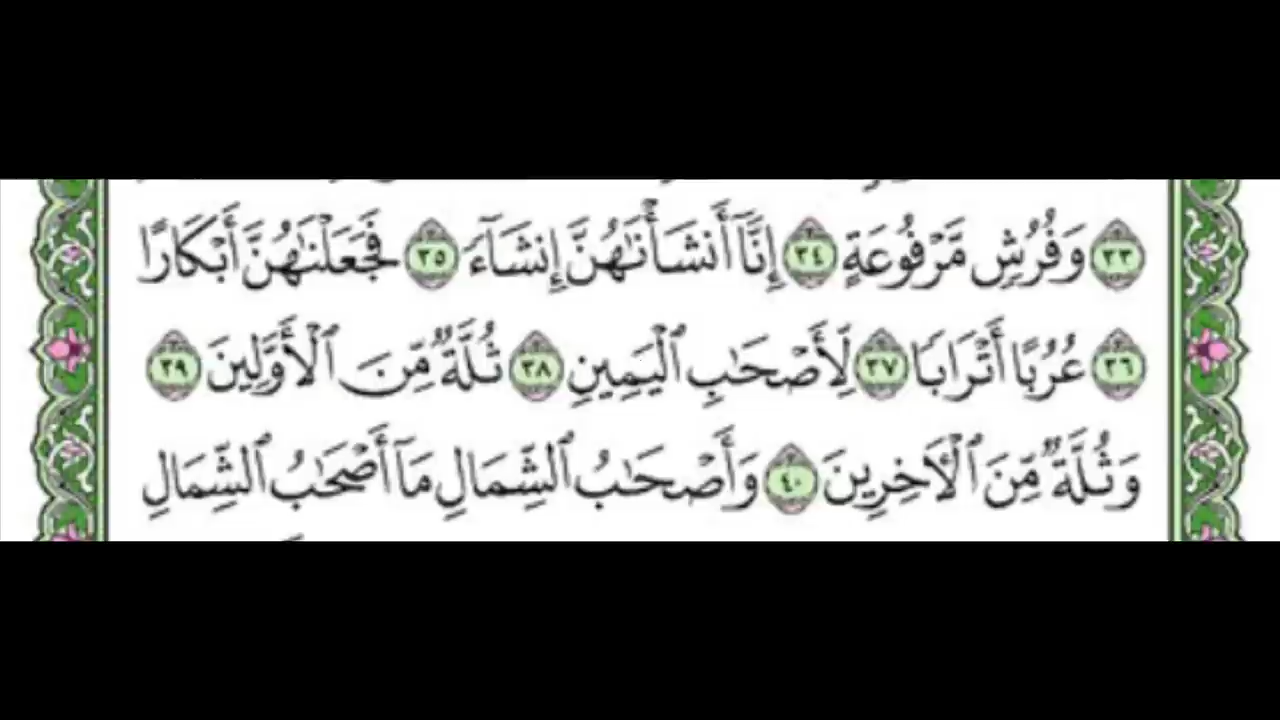 ٣٣ وَفُرُشٍ مَّرْفُوعَةٍ ٣٤ إِنَّآ أَنشَأْنَٰهُنَّ إِنشَآءً ٣٥ فَجَعَلْنَٰهُنَّ أَبْكَارًا
٣٦ عُرُبًا أَتْرَابًا ٣٧ لِّأَصْحَٰبِ ٱلْيَمِينِ ٣٨ ثُلَّةٌ مِّنَ ٱلْأَوَّلِينَ ٣٩
وَثُلَّةٌ مِّنَ ٱلْءَاخِرِينَ ٤٠ وَأَصْحَٰبُ ٱلشِّمَالِ مَآ أَصْحَٰبُ ٱلشِّمَالِ